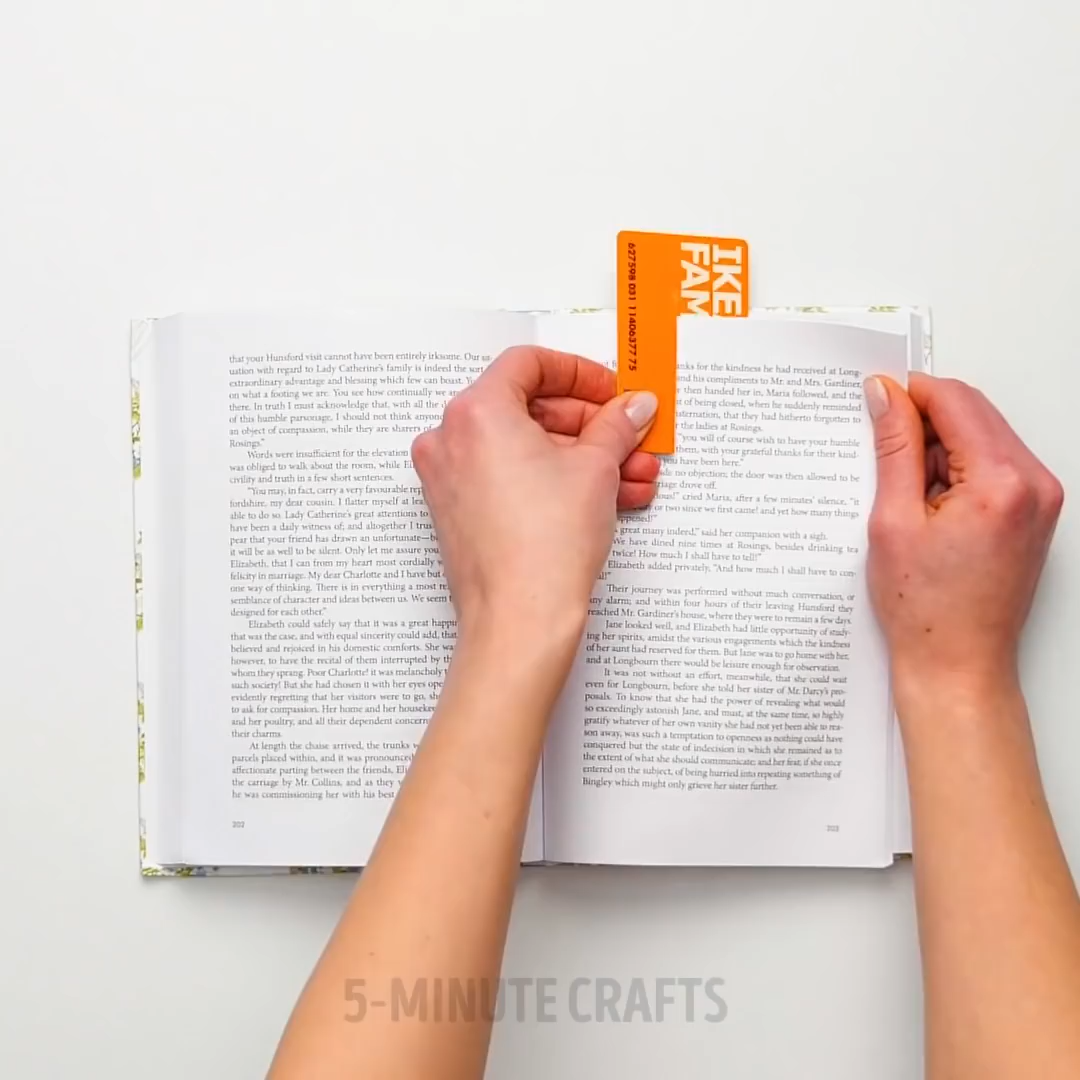 IKE
FAM
627598 031 11406377 75
that your Hunsford visit cannot have been entirely irksome. Our
uation with regard to Lady Catherine's family is indeed the sort
extraordinary advantage and blessing which few can boast.
on what a footing we are. You see how continually we are
there. In truth I must acknowledge that, with all the
of this humble parsonage, I should not think anyone
an object of compassion, while they are sharers of
Rosings."
Words were insufficient for the elevation
was obliged to walk about the room, while
civility and truth in a few short sentences.
"You may, in fact, carry a very favourable
fordshire, my dear cousin. I flatter myself at
able to do so. Lady Catherine's great attentions to
have been a daily witness of; and altogether I
pear that your friend has drawn an unfortunate—
it will be as well to be silent. Only let me assure you
Elizabeth, that I can from my heart most cordially
felicity in marriage. My dear Charlotte and I have but
one way of thinking. There is in everything a most
semblance of character and ideas between us. We seem
designed for each other."
Elizabeth could safely say that it was a great
that was the case, and with equal sincerity could add, that
believed and rejoiced in his domestic comforts. She
however, to have the recital of them interrupted by
whom they sprang. Poor Charlotte! it was melancholy
such society! But she had chosen it with her eyes
evidently regretting that her visitors were to go,
to ask for compassion. Her home and her
and her poultry, and all their dependent
their charms.
At length the chaise arrived, the trunks
parcels placed within, and it was pronounced
affectionate parting between the friends,
the carriage by Mr. Collins, and as they
he was commissioning her with his best
202
anks for the kindness he had received at Long-
and his compliments to Mr. and Mrs. Gardiner,
then handed her in, Maria followed, and the
t of being closed, when he suddenly reminded
sternation, that they had hitherto forgotten to
r the ladies at Rosings.
"you will of course wish to have your humble
them, with your grateful thanks for their kind-
you have been here."
de no objection; the door was then allowed to be
riage drove off.
ious!" cried Maria, after a few minutes' silence, "it
y or two since we first came! and yet how many things
ppened!"
great many indeed," said her companion with a sigh.
We have dined nine times at Rosings, besides drinking tea
twice! How much I shall have to tell!"
Elizabeth added privately, "And how much I shall have to con-
al!"
Their journey was performed without much conversation, or
any alarm; and within four hours of their leaving Hunsford they
reached Mr. Gardiner's house, where they were to remain a few days.
Jane looked well, and Elizabeth had little opportunity of study-
ing her spirits, amidst the various engagements which the kindness
of her aunt had reserved for them. But Jane was to go home with her,
and at Longbourn there would be leisure enough for observation.
It was not without an effort, meanwhile, that she could wait
even for Longbourn, before she told her sister of Mr. Darcy's pro-
posals. To know that she had the power of revealing what would
so exceedingly astonish Jane, and must, at the same time, so highly
gratify whatever of her own vanity she had not yet been able to rea-
son away, was such a temptation to openness as nothing could have
conquered but the state of indecision in which she remained as to
the extent of what she should communicate; and her fear, if she once
entered on the subject, of being hurried into repeating something of
Bingley which might only grieve her sister further.
203
5-MINUTE CRAFTS